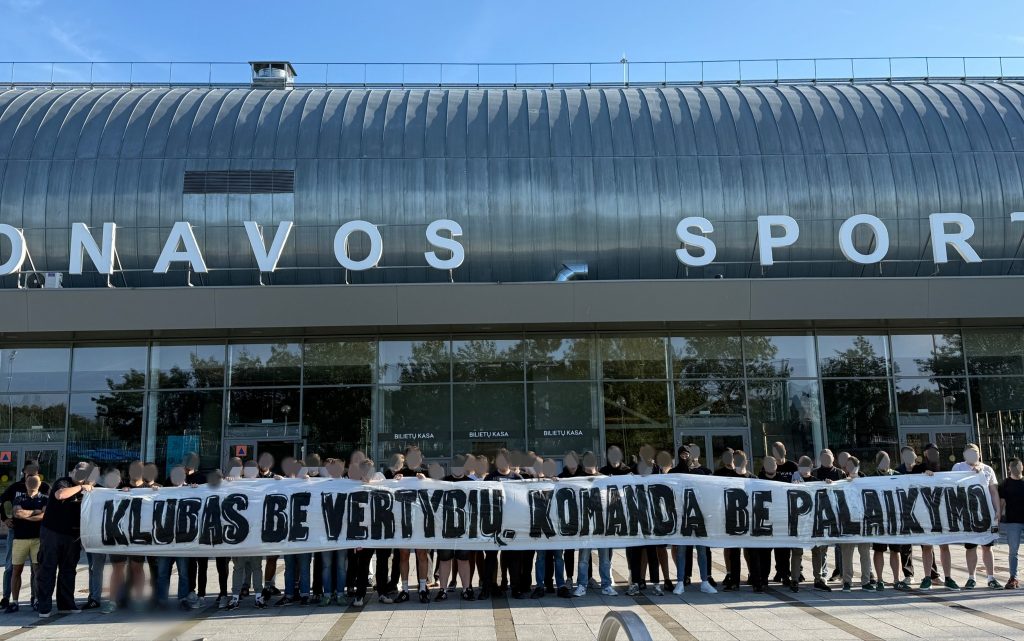 ONAVOS SPORT
BILIETŲ KASA BILIETŲ KASA BILIETŲ KASA
KLUBAS BE VERTYBIŲ. KOMANDA BE PALAIKYMO